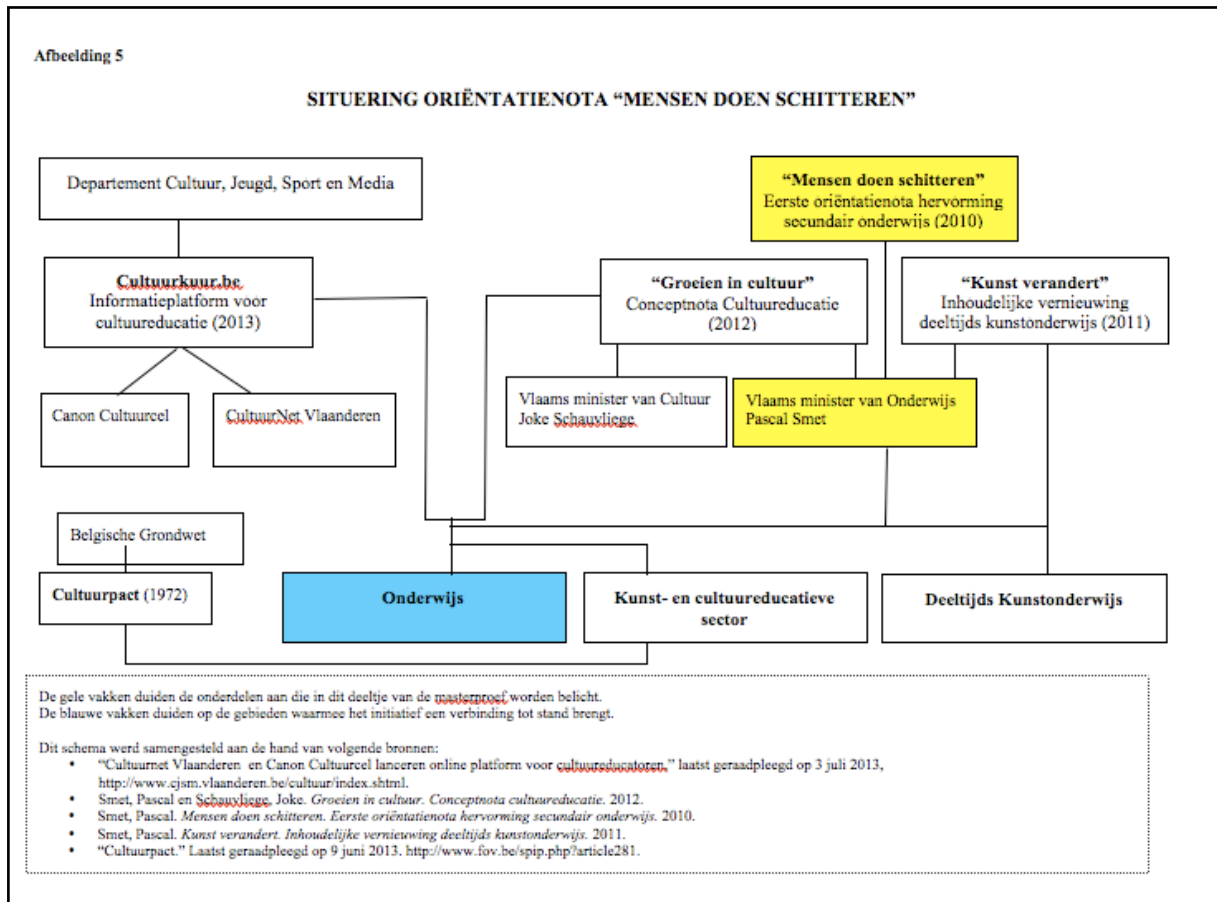 Afbeelding 5
SITUERING ORIËNTATIENOTA “MENSEN DOEN SCHITTEREN”
Departement Cultuur, Jeugd, Sport en Media
“Mensen doen schitteren”
Eerste oriëntatienota hervorming
secundair onderwijs (2010)
Cultuurkuur.be
Informatieplatform voor
cultuureducatie (2013)
“Groeien in cultuur”
Conceptnota Cultuureducatie
(2012)
“Kunst verandert”
Inhoudelijke vernieuwing
deeltijds kunstonderwijs (2011)
Canon Cultuurcel
CultuurNet Vlaanderen
Vlaams minister van Cultuur
Joke Schauvliege
Vlaams minister van Onderwijs
Pascal Smet
Belgische Grondwet
Cultuurpact (1972)
Onderwijs
Kunst- en cultuureducatieve
sector
Deeltijds Kunstonderwijs
De gele vakken duiden de onderdelen aan die in dit deeltje van de masterproef worden belicht.
De blauwe vakken duiden op de gebieden waarmee het initiatief een verbinding tot stand brengt.
Dit schema werd samengesteld aan de hand van volgende bronnen:
• “Cultuurnet Vlaanderen en Canon Cultuurcel lanceren online platform voor cultuureducatoren,” laatst geraadpleegd op 3 juli 2013,
http://www.cjsm.vlaanderen.be/cultuur/index.shtml.
• Smet, Pascal en Schauvliege, Joke. Groeien in cultuur. Conceptnota cultuureducatie. 2012.
• Smet, Pascal. Mensen doen schitteren. Eerste oriëntatienota hervorming secundair onderwijs. 2010.
• Smet, Pascal. Kunst verandert. Inhoudelijke vernieuwing deeltijds kunstonderwijs. 2011.
• “Cultuurpact.” Laatst geraadpleegd op 9 juni 2013. http://www.fov.be/spip.php?article281.